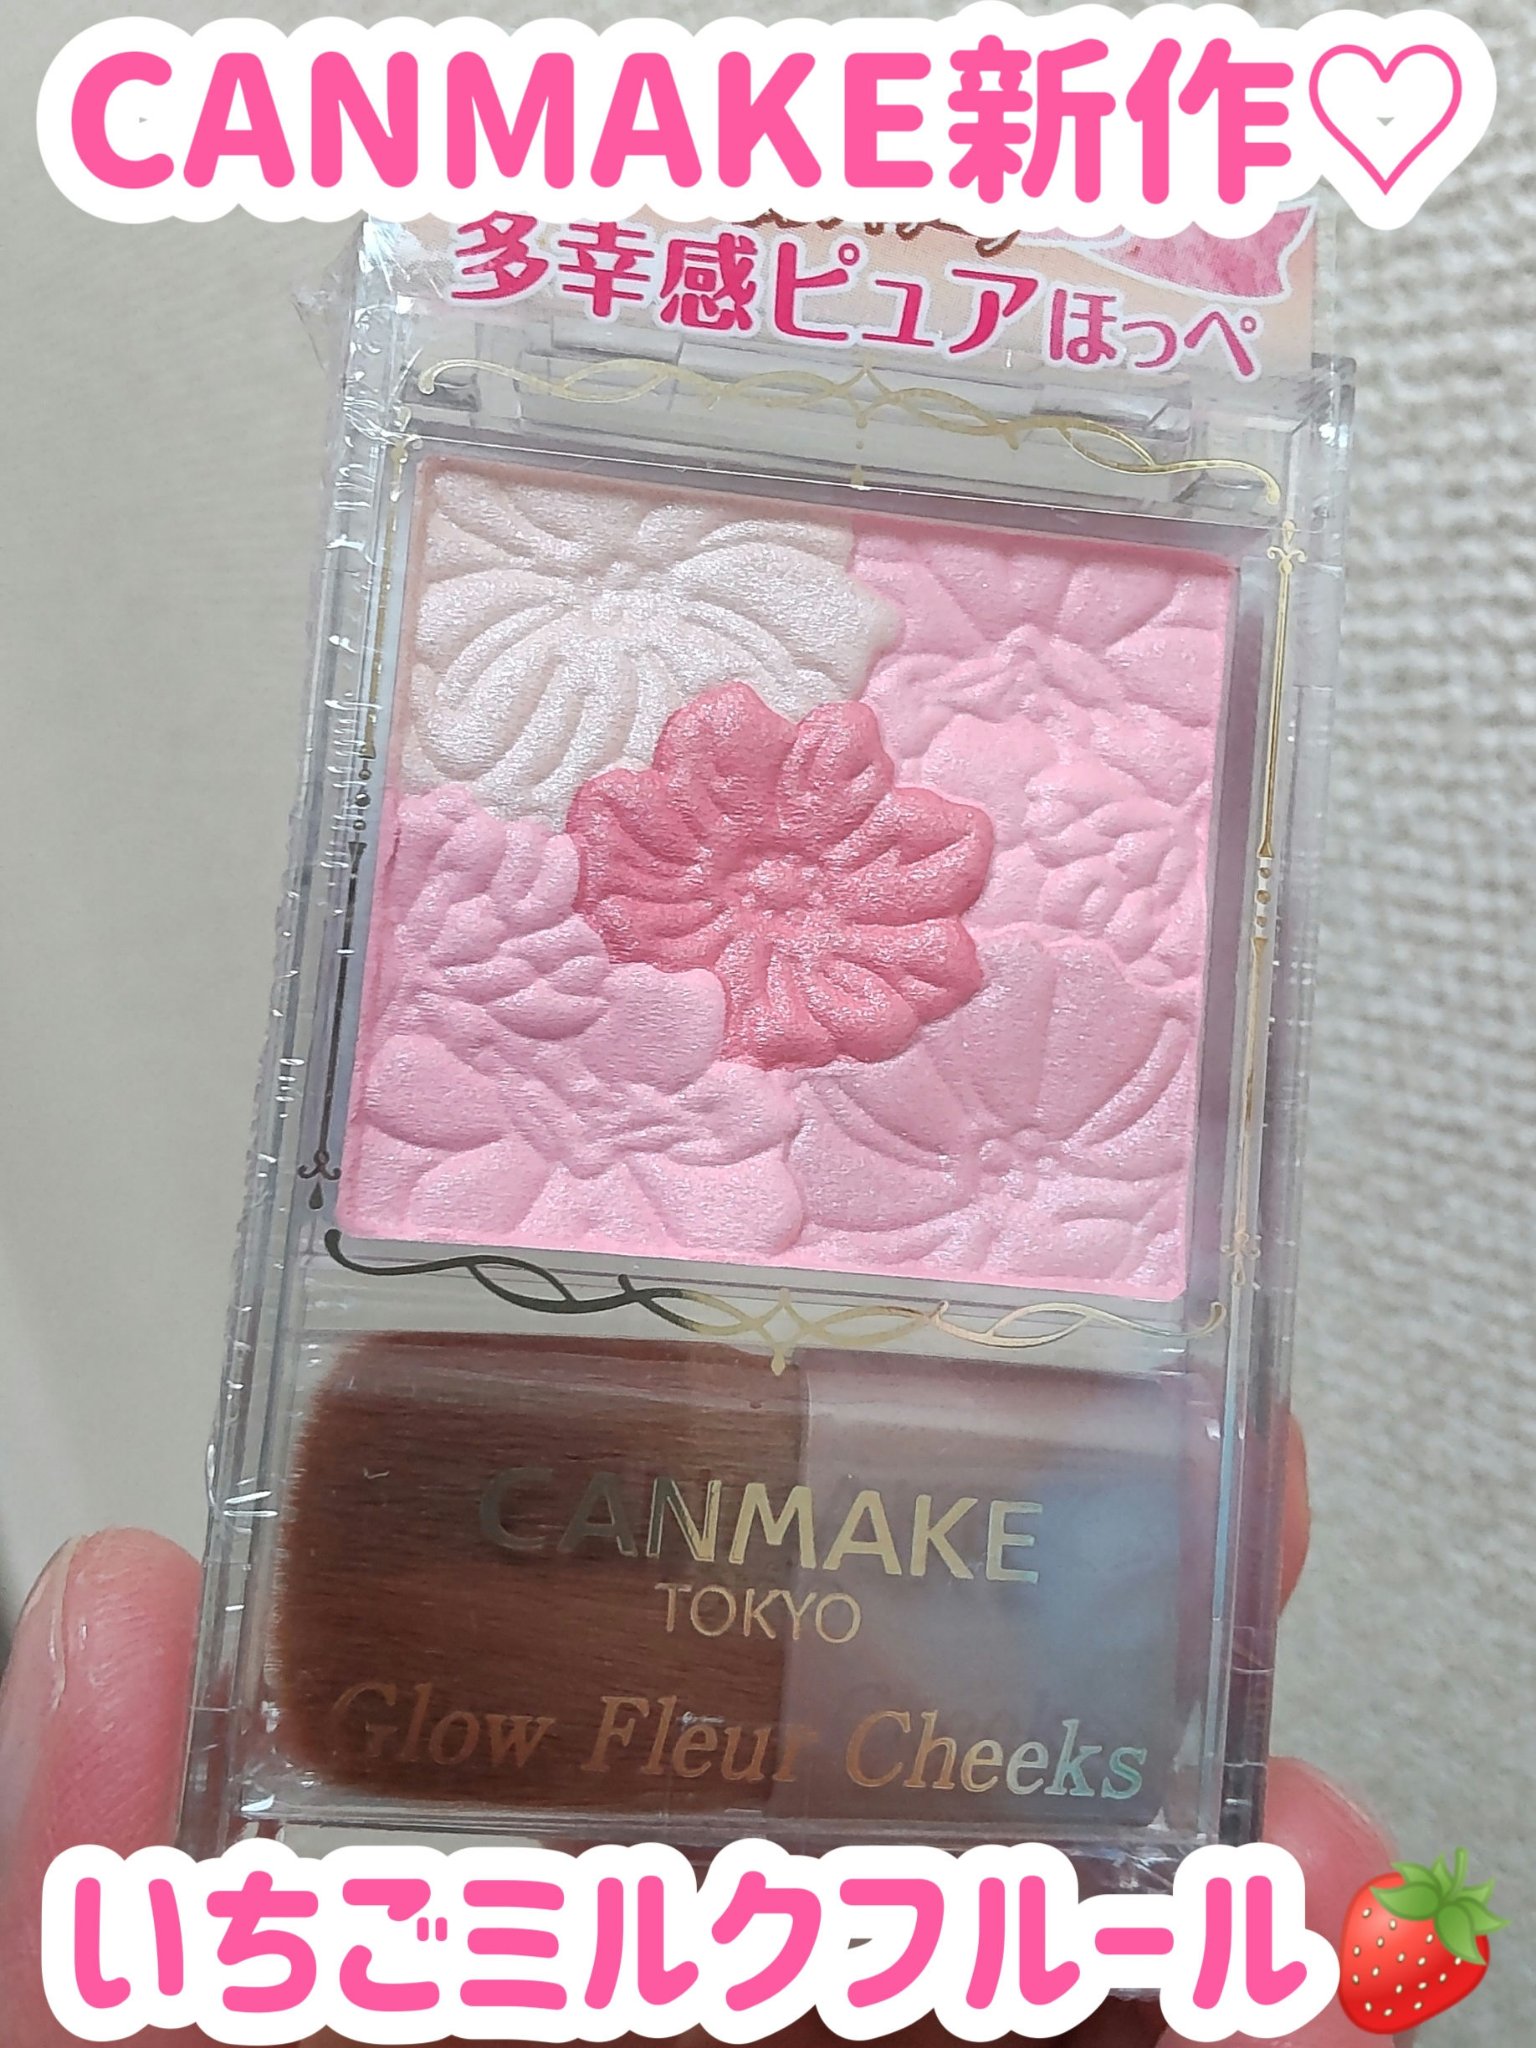 CANMAKE新作♡
多幸感ピュアほっぺ
CANMAKE
TOKYO
Glow Fleur Cheeks
いちごミルクフルール🍓